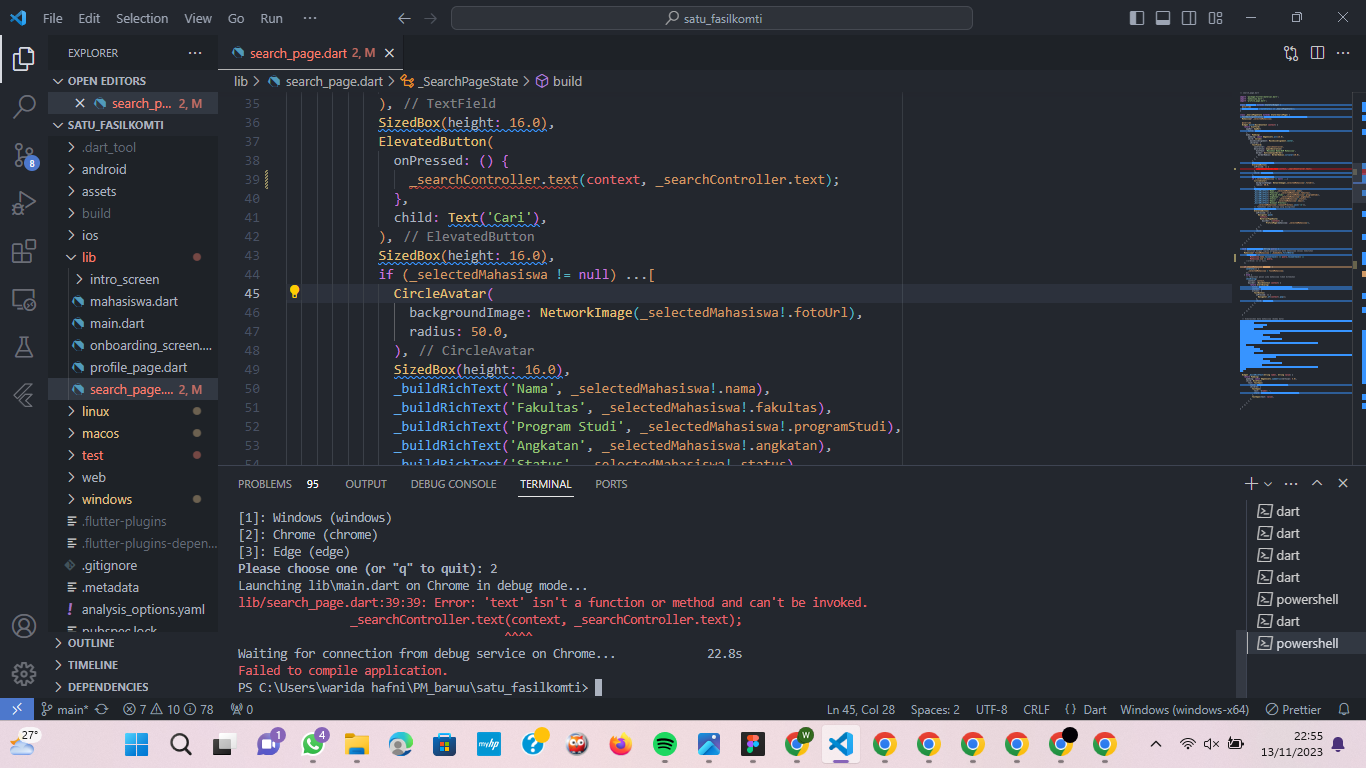 File Edit Selection View Go Run ··· satu_fasilkomti
EXPLORER ···
OPEN EDITORS
search_p... 2, M
SATU_FASILKOMTI
.dart_tool
android
assets
build
ios
lib
intro_screen
mahasiswa.dart
main.dart
onboarding_screen....
profile_page.dart
search_page.... 2, M
linux
macos
test
web
windows
.flutter-plugins
.flutter-plugins-depen...
.gitignore
.metadata
analysis_options.yaml
pubspec.lock
OUTLINE
TIMELINE
DEPENDENCIES
8
search_page.dart 2, M
lib > search_page.dart > _SearchPageState > build
35 ), // TextField
36 SizedBox(height: 16.0),
37 ElevatedButton(
38 onPressed: () {
39 _searchController.text(context, _searchController.text);
40 },
41 child: Text('Cari'),
42 ), // ElevatedButton
43 SizedBox(height: 16.0),
44 if (_selectedMahasiswa != null) ...[
45 CircleAvatar(
46 backgroundImage: NetworkImage(_selectedMahasiswa!.fotoUrl),
47 radius: 50.0,
48 ), // CircleAvatar
49 SizedBox(height: 16.0),
50 _buildRichText('Nama', _selectedMahasiswa!.nama),
51 _buildRichText('Fakultas', _selectedMahasiswa!.fakultas),
52 _buildRichText('Program Studi', _selectedMahasiswa!.programStudi),
53 _buildRichText('Angkatan', _selectedMahasiswa!.angkatan),
54 _buildRichText('Status', _selectedMahasiswa!.status),
PROBLEMS 95 OUTPUT DEBUG CONSOLE TERMINAL PORTS
[1]: Windows (windows)
[2]: Chrome (chrome)
[3]: Edge (edge)
Please choose one (or "q" to quit): 2
Launching lib\main.dart on Chrome in debug mode...
lib/search_page.dart:39:39: Error: 'text' isn't a function or method and can't be invoked.
_searchController.text(context, _searchController.text);
^^^^
Waiting for connection from debug service on Chrome... 22.8s
Failed to compile application.
PS C:\Users\warida hafni\PM_baruu\satu_fasilkomti>
dart
dart
dart
dart
powershell
dart
powershell
main* 7 10 78 0 Ln 45, Col 28 Spaces: 2 UTF-8 CRLF { } Dart Windows (windows-x64) Prettier
27° 1 4 myhp W 22:55
13/11/2023